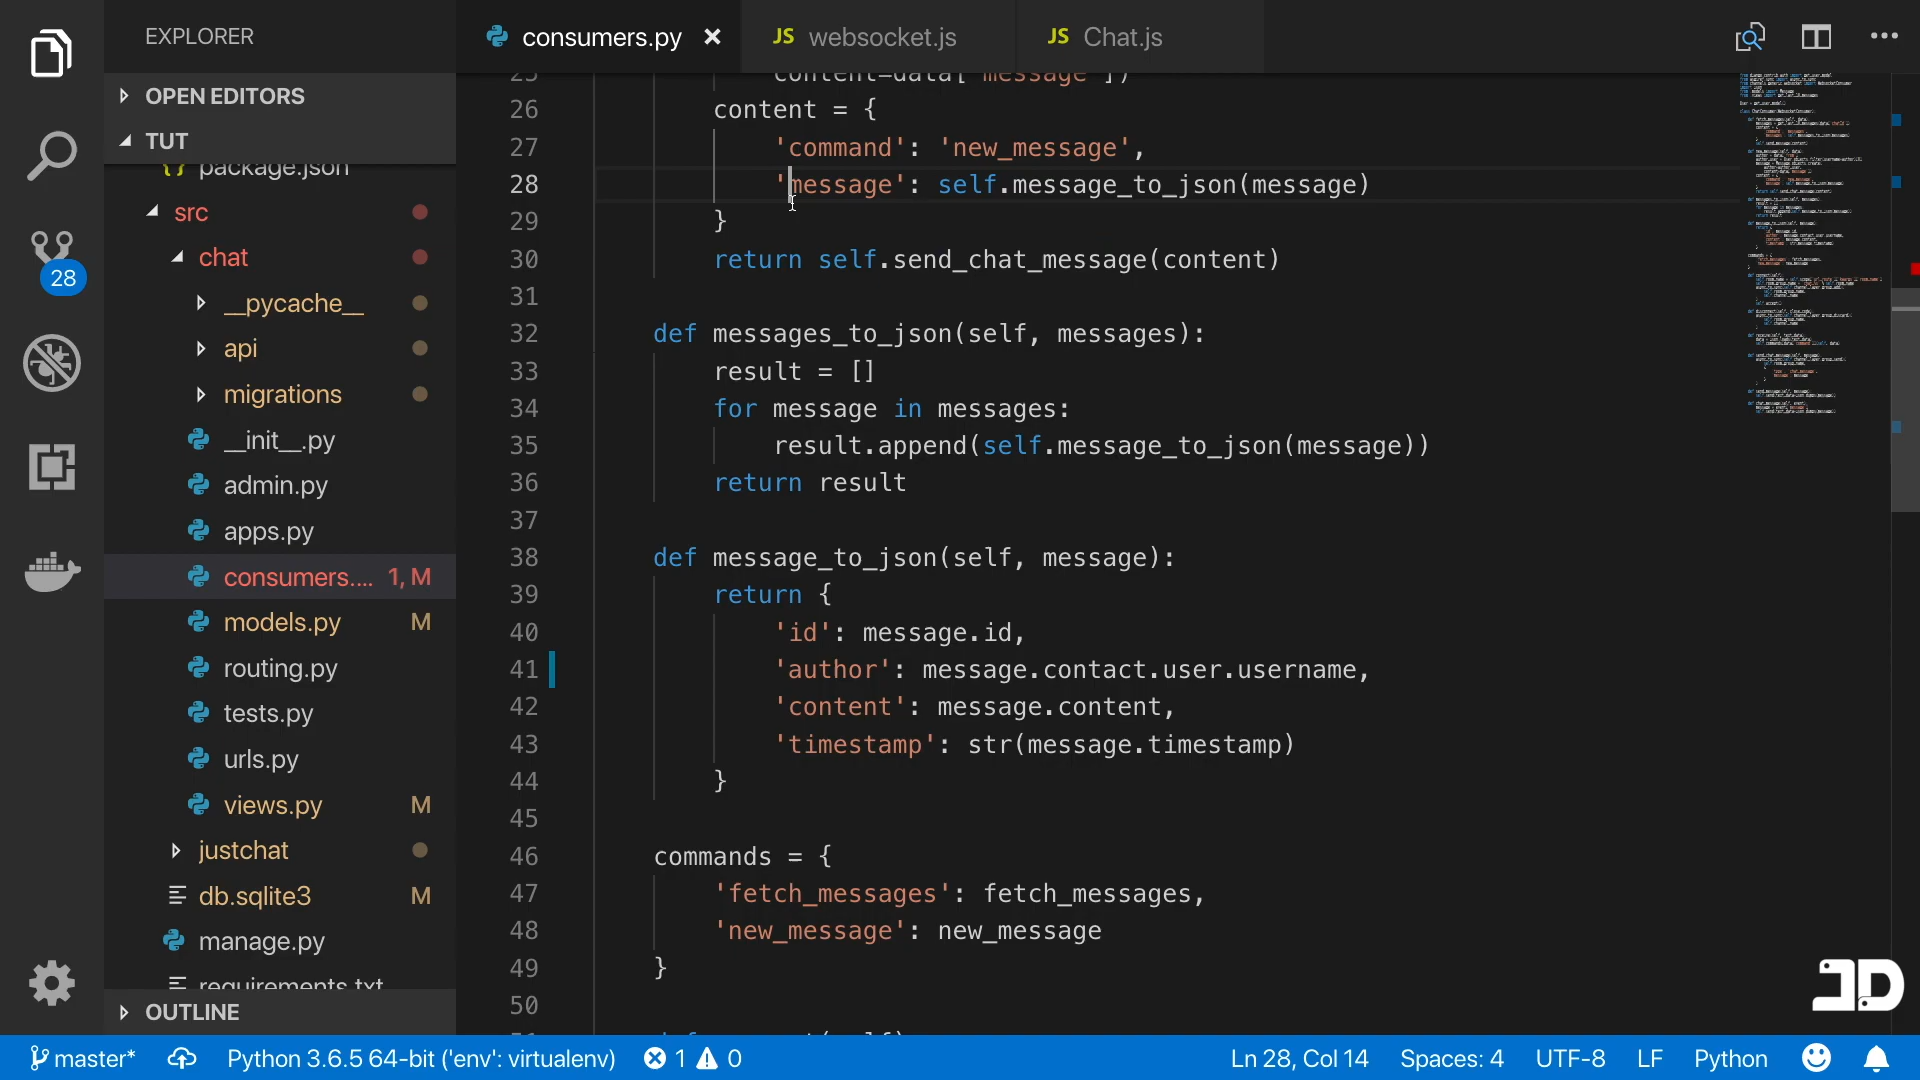 EXPLORER
consumers.py
JS websocket.js
JS Chat.js
OPEN EDITORS
TUT
package.json
src
chat
__pycache__
api
migrations
__init__.py
admin.py
apps.py
consumers.... 1, M
models.py M
routing.py
tests.py
urls.py
views.py M
justchat
db.sqlite3 M
manage.py
requirements.txt
OUTLINE
28
25 content=data['message'])
26 content = {
27 'command': 'new_message',
28 'message': self.message_to_json(message)
29 }
30 return self.send_chat_message(content)
31
32 def messages_to_json(self, messages):
33 result = []
34 for message in messages:
35 result.append(self.message_to_json(message))
36 return result
37
38 def message_to_json(self, message):
39 return {
40 'id': message.id,
41 'author': message.contact.user.username,
42 'content': message.content,
43 'timestamp': str(message.timestamp)
44 }
45
46 commands = {
47 'fetch_messages': fetch_messages,
48 'new_message': new_message
49 }
50
JD
master* Python 3.6.5 64-bit ('env': virtualenv) 1 0 Ln 28, Col 14 Spaces: 4 UTF-8 LF Python